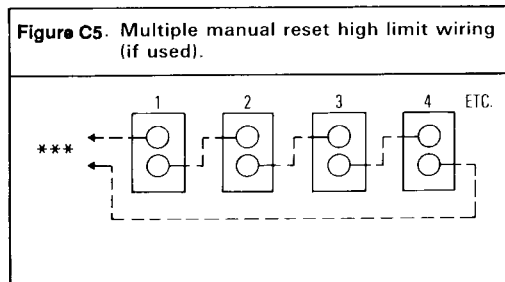 Figure C5. Multiple manual reset high limit wiring
(if used).
1 2 3 4 ETC.
***